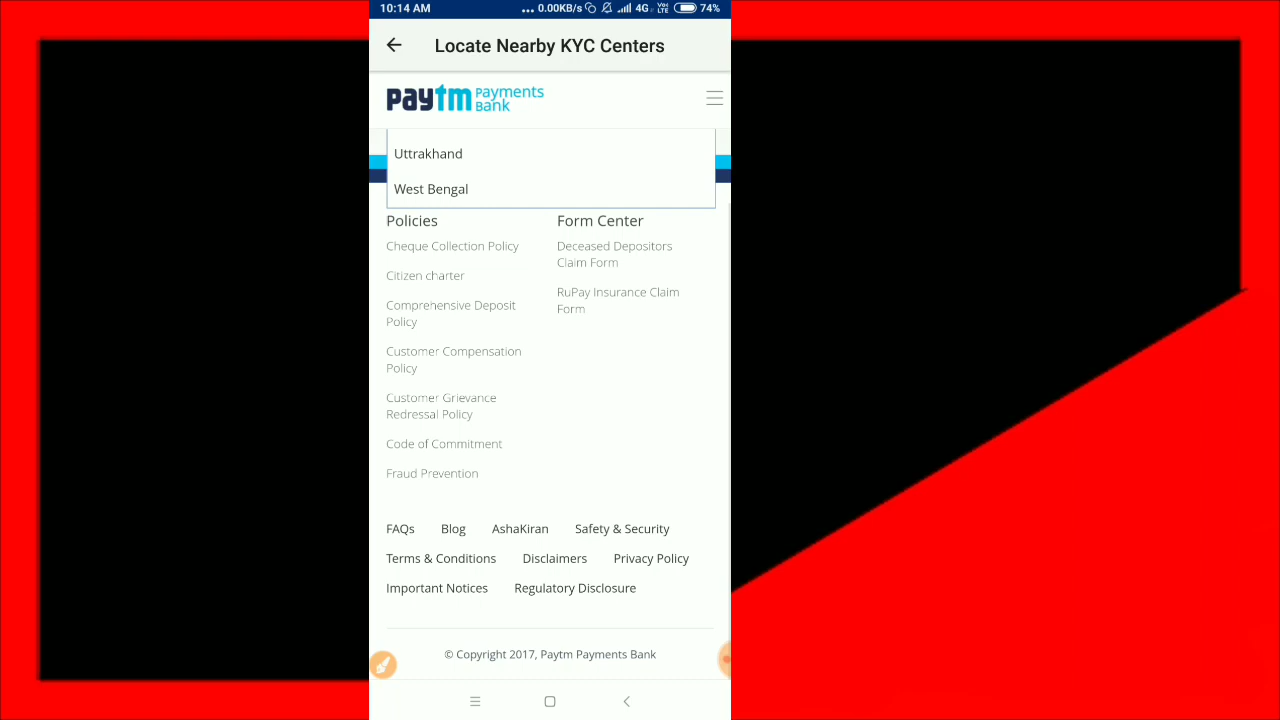 10:14 AM ... 0.00KB/s 4G Vo LTE 74%
Locate Nearby KYC Centers
paytm Payments
Bank
Uttrakhand
West Bengal
Policies
Cheque Collection Policy
Citizen charter
Comprehensive Deposit
Policy
Customer Compensation
Policy
Customer Grievance
Redressal Policy
Code of Commitment
Fraud Prevention
Form Center
Deceased Depositors
Claim Form
RuPay Insurance Claim
Form
FAQs Blog AshaKiran Safety & Security
Terms & Conditions Disclaimers Privacy Policy
Important Notices Regulatory Disclosure
© Copyright 2017, Paytm Payments Bank